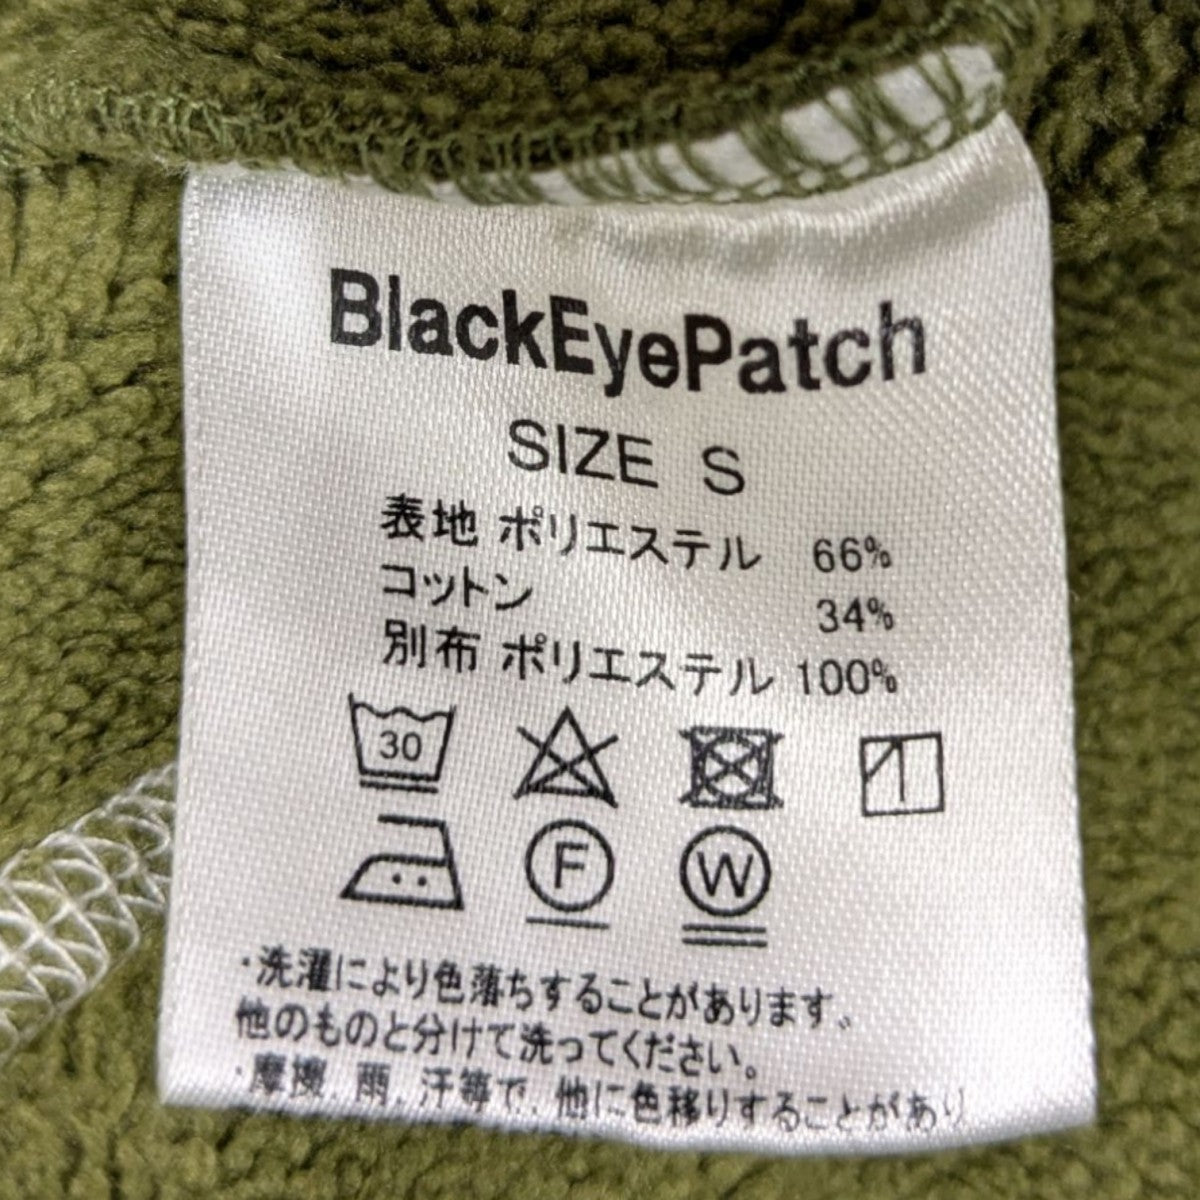 BlackEyePatch
SIZE S
表地 ポリエステル 66%
コットン 34%
別布 ポリエステル 100%
30
F W
・洗濯により色落ちすることがあります。
他のものと分けて洗ってください。
・摩擦、雨、汗等で、他に色移りすることがあり